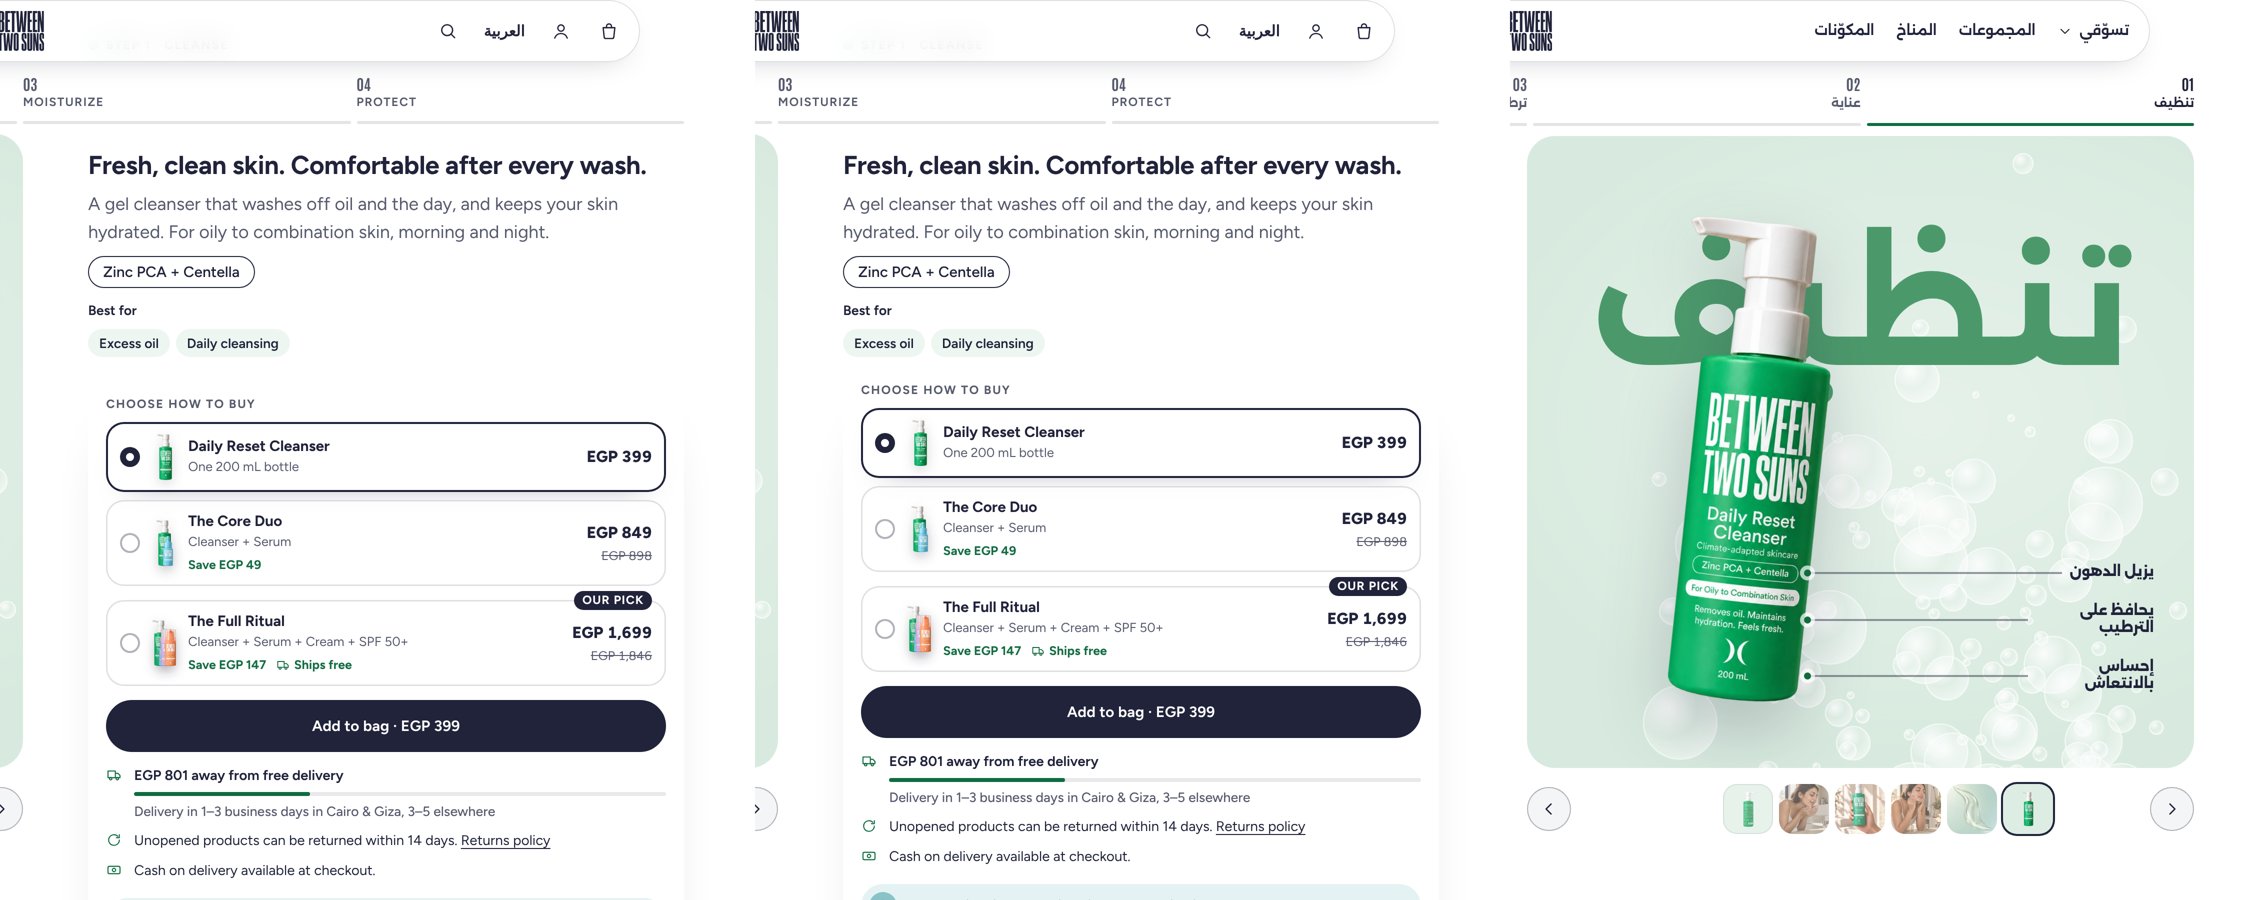 BETWEEN
TWO SUNS
العربية
STEP 1 CLEANSE
03
MOISTURIZE
04
PROTECT
Fresh, clean skin. Comfortable after every wash.
A gel cleanser that washes off oil and the day, and keeps your skin
hydrated. For oily to combination skin, morning and night.
Zinc PCA + Centella
Best for
Excess oil
Daily cleansing
CHOOSE HOW TO BUY
Daily Reset Cleanser
One 200 mL bottle
EGP 399
The Core Duo
Cleanser + Serum
Save EGP 49
EGP 849
EGP 898
OUR PICK
The Full Ritual
Cleanser + Serum + Cream + SPF 50+
Save EGP 147
Ships free
EGP 1,699
EGP 1,846
Add to bag · EGP 399
EGP 801 away from free delivery
Delivery in 1–3 business days in Cairo & Giza, 3–5 elsewhere
Unopened products can be returned within 14 days. Returns policy
Cash on delivery available at checkout.
BETWEEN
TWO SUNS
العربية
STEP 1 CLEANSE
03
MOISTURIZE
04
PROTECT
Fresh, clean skin. Comfortable after every wash.
A gel cleanser that washes off oil and the day, and keeps your skin
hydrated. For oily to combination skin, morning and night.
Zinc PCA + Centella
Best for
Excess oil
Daily cleansing
CHOOSE HOW TO BUY
Daily Reset Cleanser
One 200 mL bottle
EGP 399
The Core Duo
Cleanser + Serum
Save EGP 49
EGP 849
EGP 898
OUR PICK
The Full Ritual
Cleanser + Serum + Cream + SPF 50+
Save EGP 147
Ships free
EGP 1,699
EGP 1,846
Add to bag · EGP 399
EGP 801 away from free delivery
Delivery in 1–3 business days in Cairo & Giza, 3–5 elsewhere
Unopened products can be returned within 14 days. Returns policy
Cash on delivery available at checkout.
BETWEEN
TWO SUNS
تسوّقي
المجموعات
المناخ
المكوّنات
01
تنظيف
02
عناية
03
تنظيف
BETWEEN
TWO SUNS
Daily Reset
Cleanser
Climate-adapted skincare
Zinc PCA + Centella
For Oily to Combination Skin
Removes oil. Maintains
hydration. Feels fresh.
200 mL
يزيل الدهون
يحافظ على
الترطيب
إحساس
بالانتعاش